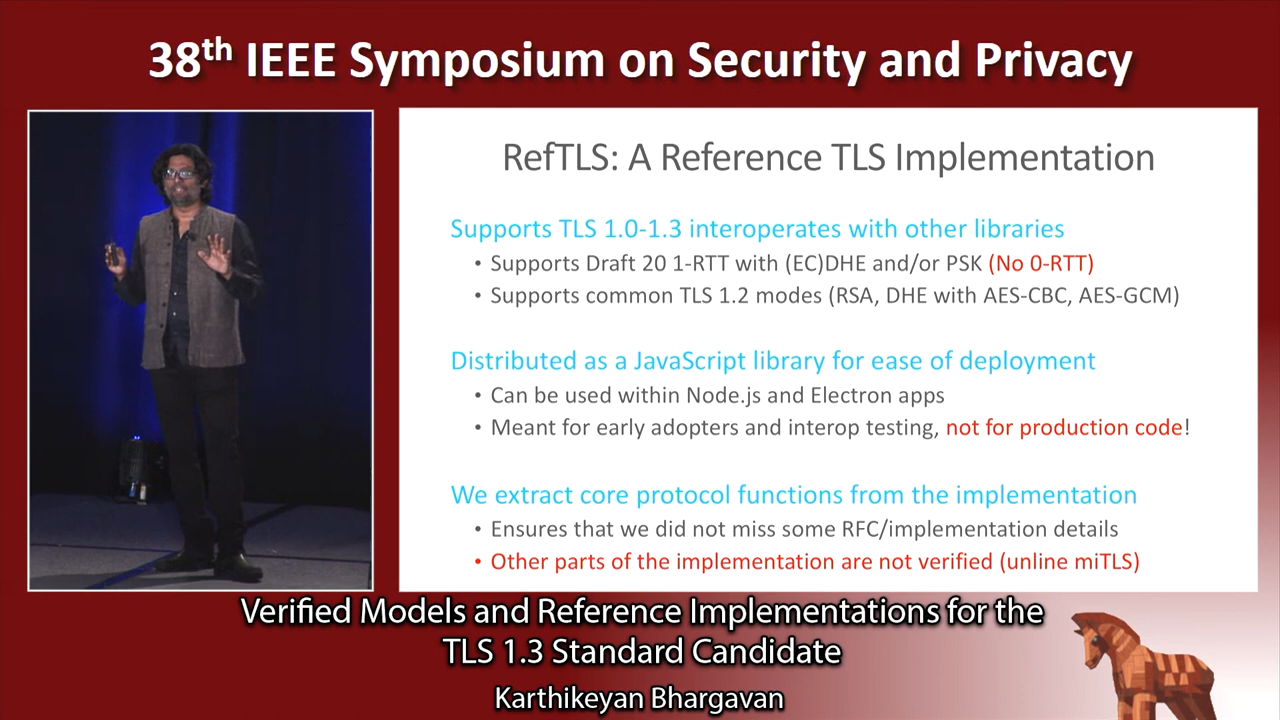 38th IEEE Symposium on Security and Privacy
RefTLS: A Reference TLS Implementation
Supports TLS 1.0-1.3 interoperates with other libraries
• Supports Draft 20 1-RTT with (EC)DHE and/or PSK (No 0-RTT)
• Supports common TLS 1.2 modes (RSA, DHE with AES-CBC, AES-GCM)
Distributed as a JavaScript library for ease of deployment
• Can be used within Node.js and Electron apps
• Meant for early adopters and interop testing, not for production code!
We extract core protocol functions from the implementation
• Ensures that we did not miss some RFC/implementation details
• Other parts of the implementation are not verified (unline miTLS)
Verified Models and Reference Implementations for the
TLS 1.3 Standard Candidate
Karthikeyan Bhargavan